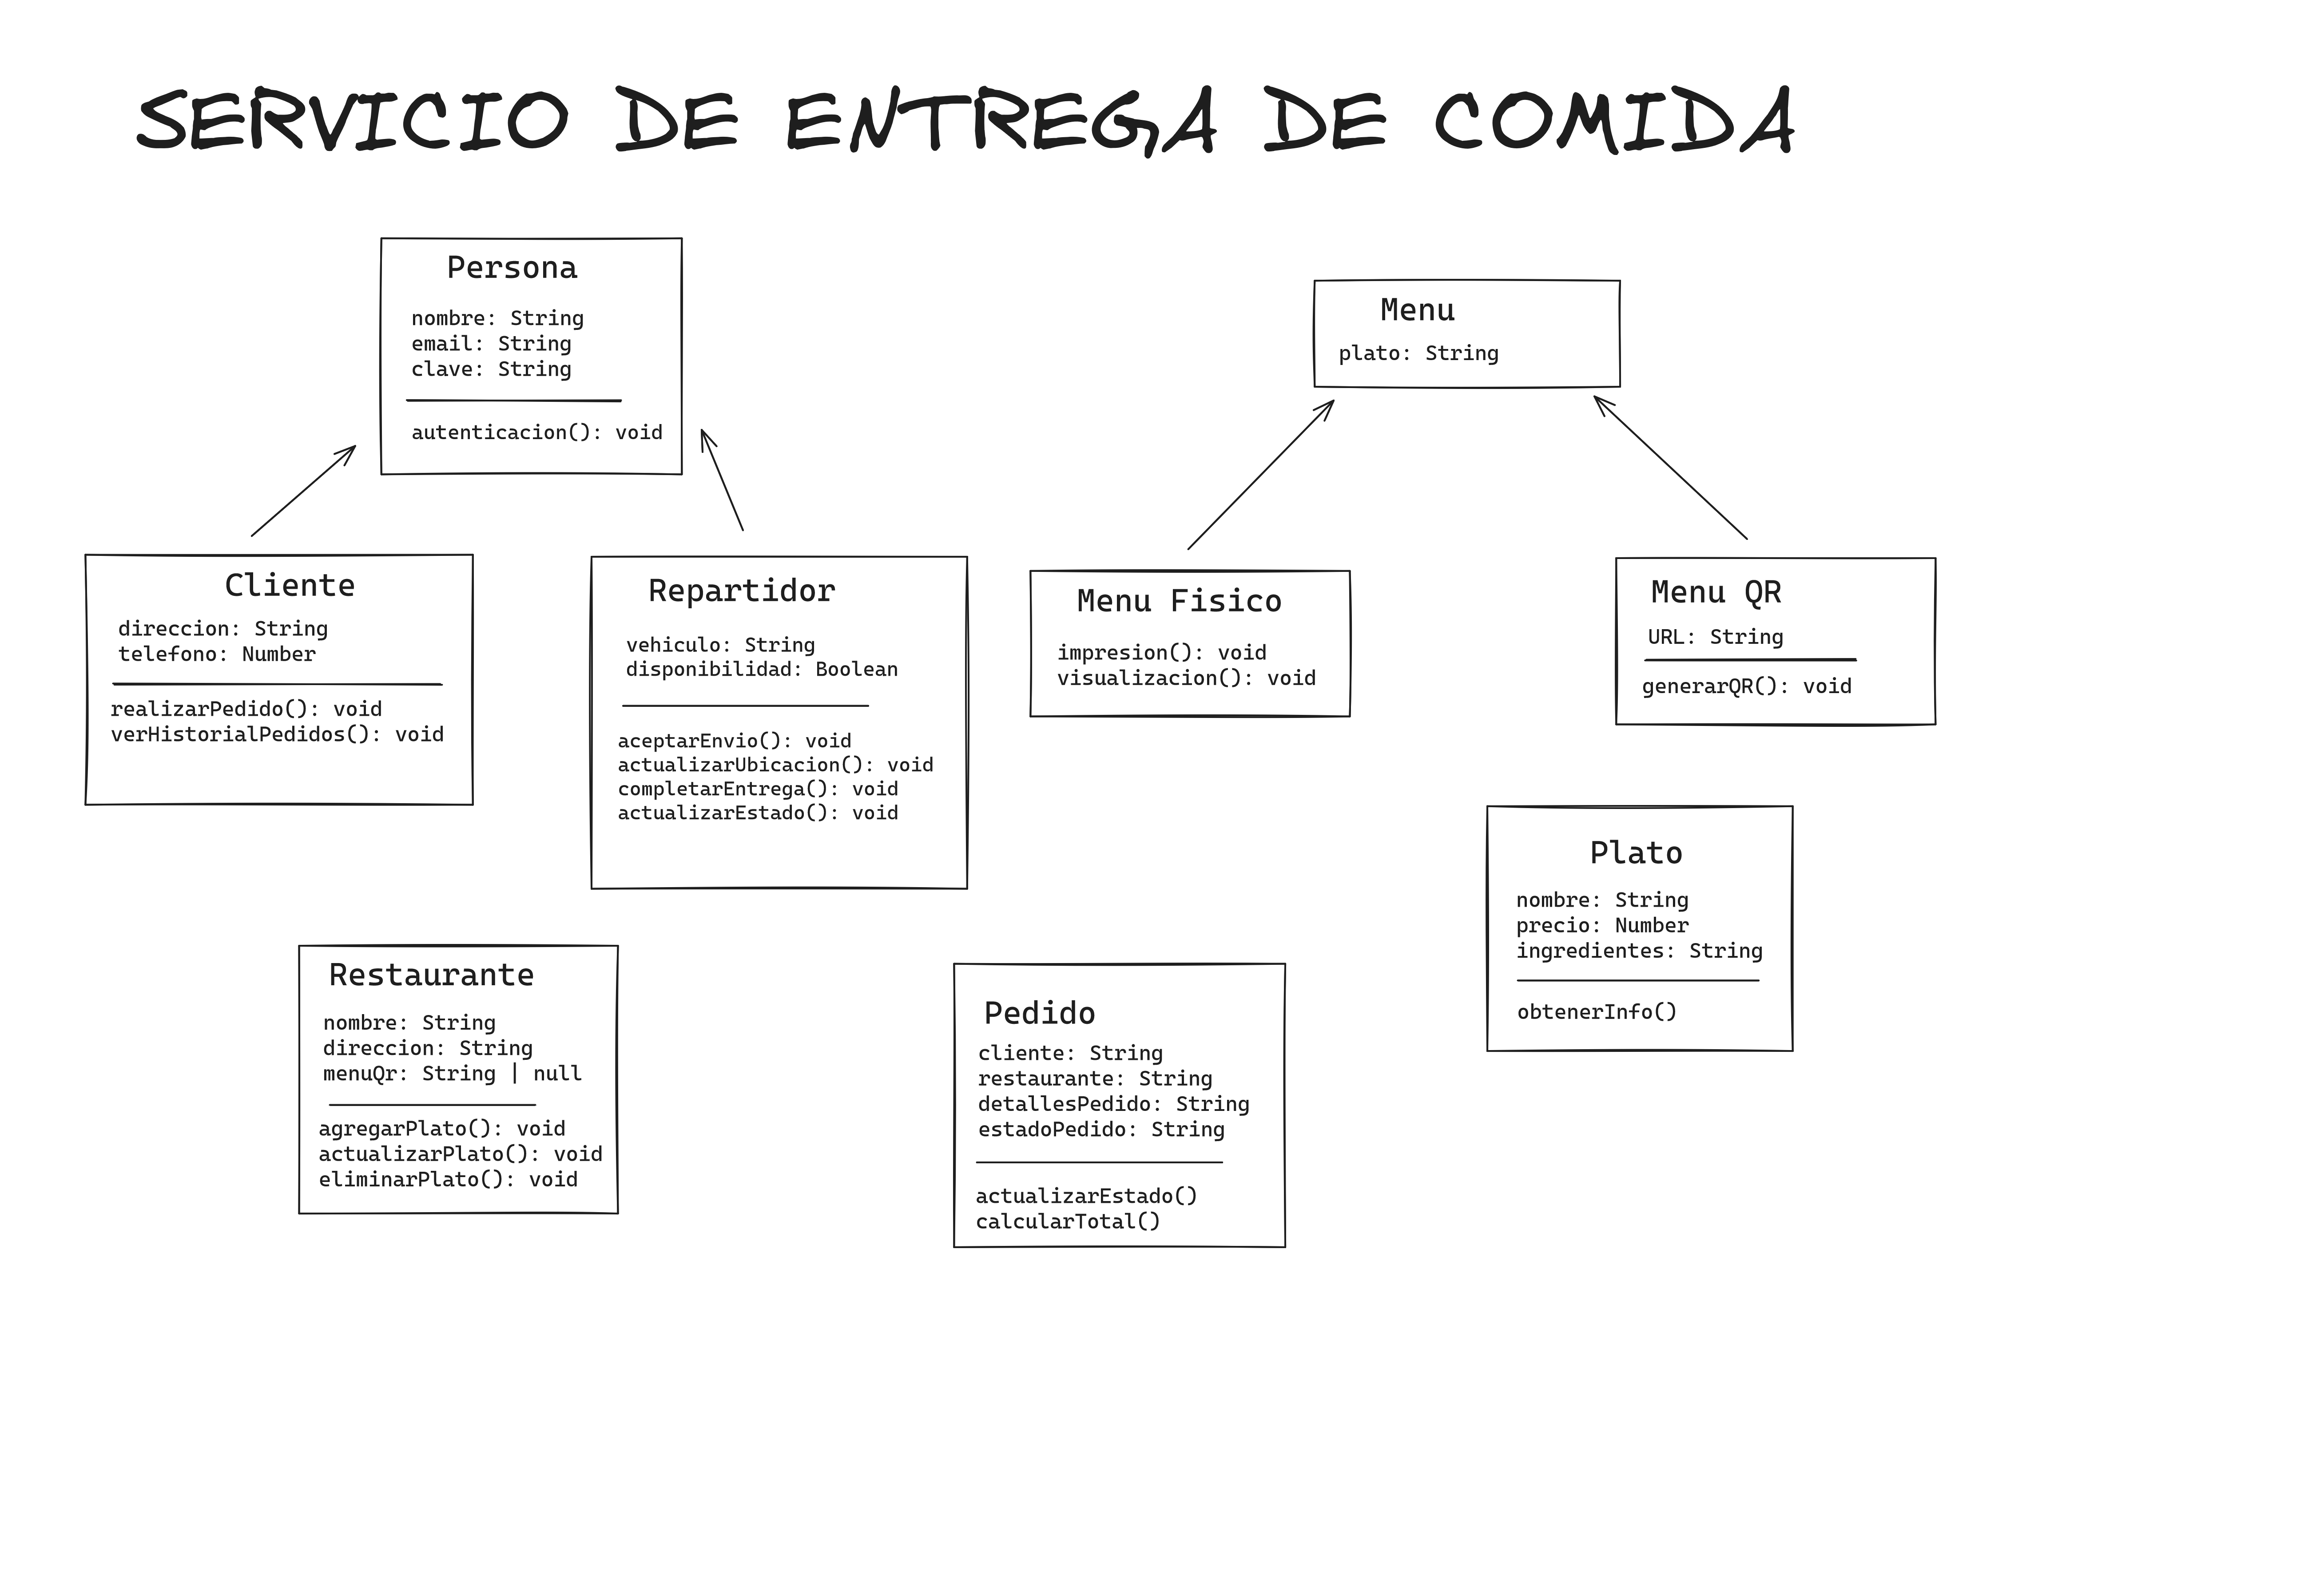 SERVICIO DE ENTREGA DE COMIDA
Persona
nombre: String
email: String
clave: String
autenticacion(): void
Menu
plato: String
Cliente
direccion: String
telefono: Number
realizarPedido(): void
verHistorialPedidos(): void
Repartidor
vehiculo: String
disponibilidad: Boolean
aceptarEnvio(): void
actualizarUbicacion(): void
completarEntrega(): void
actualizarEstado(): void
Menu Fisico
impresion(): void
visualizacion(): void
Menu QR
URL: String
generarQR(): void
Plato
nombre: String
precio: Number
ingredientes: String
obtenerInfo()
Restaurante
nombre: String
direccion: String
menuQr: String | null
agregarPlato(): void
actualizarPlato(): void
eliminarPlato(): void
Pedido
cliente: String
restaurante: String
detallesPedido: String
estadoPedido: String
actualizarEstado()
calcularTotal()